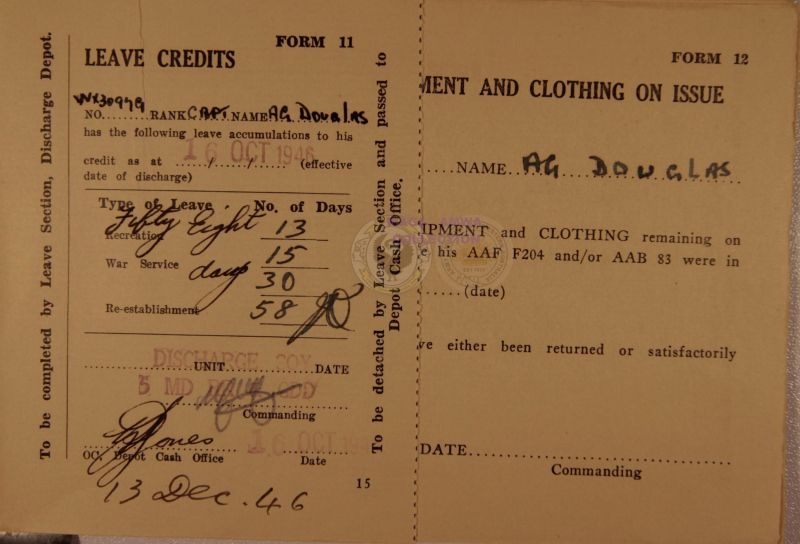 To be completed by Leave Section, Discharge Depot.
FORM 11
LEAVE CREDITS
WX30949
NO. RANK CAPT NAME AG Douglas
has the following leave accumulations to his
credit as at 16 OCT 1946 (effective
date of discharge)
Type of Leave No. of Days
Fifty Eight days
Recreation 13
War Service 15
30
Re-establishment 58
DISCHARGE
UNIT DATE
5 MD
Commanding
Jones
16 OCT
OC. Depot Cash Office Date
13 Dec. 46
15
To be detached by Leave Section and passed to
Depot Cash Office.
FORM 12
MENT AND CLOTHING ON ISSUE
NAME AG DOUGLAS
IPMENT and CLOTHING remaining on
e his AAF F204 and/or AAB 83 were in
(date)
ve either been returned or satisfactorily
DATE
Commanding
COLLECTION